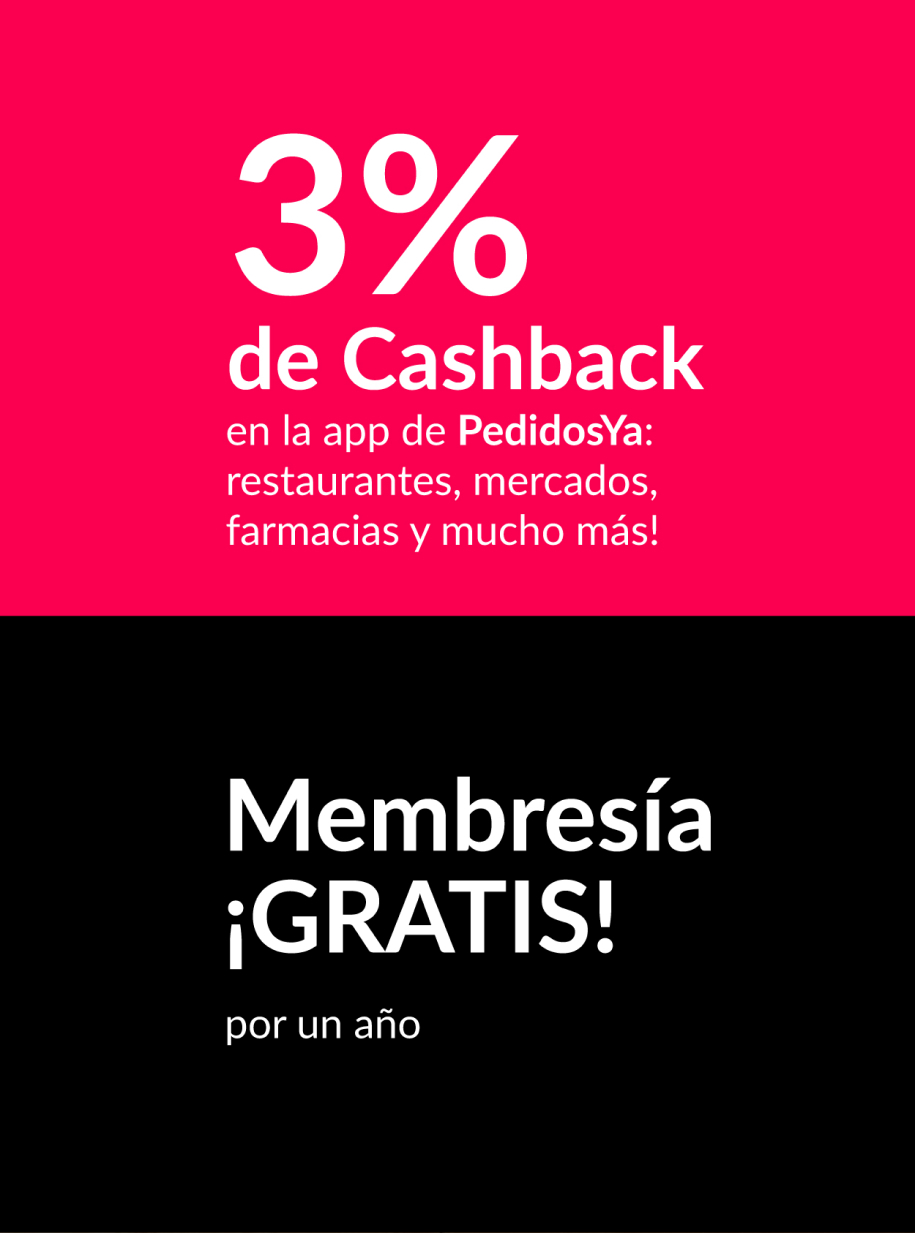 3%
de Cashback
en la app de PedidosYa:
restaurantes, mercados,
farmacias y mucho más!
Membresía
¡GRATIS!
por un año